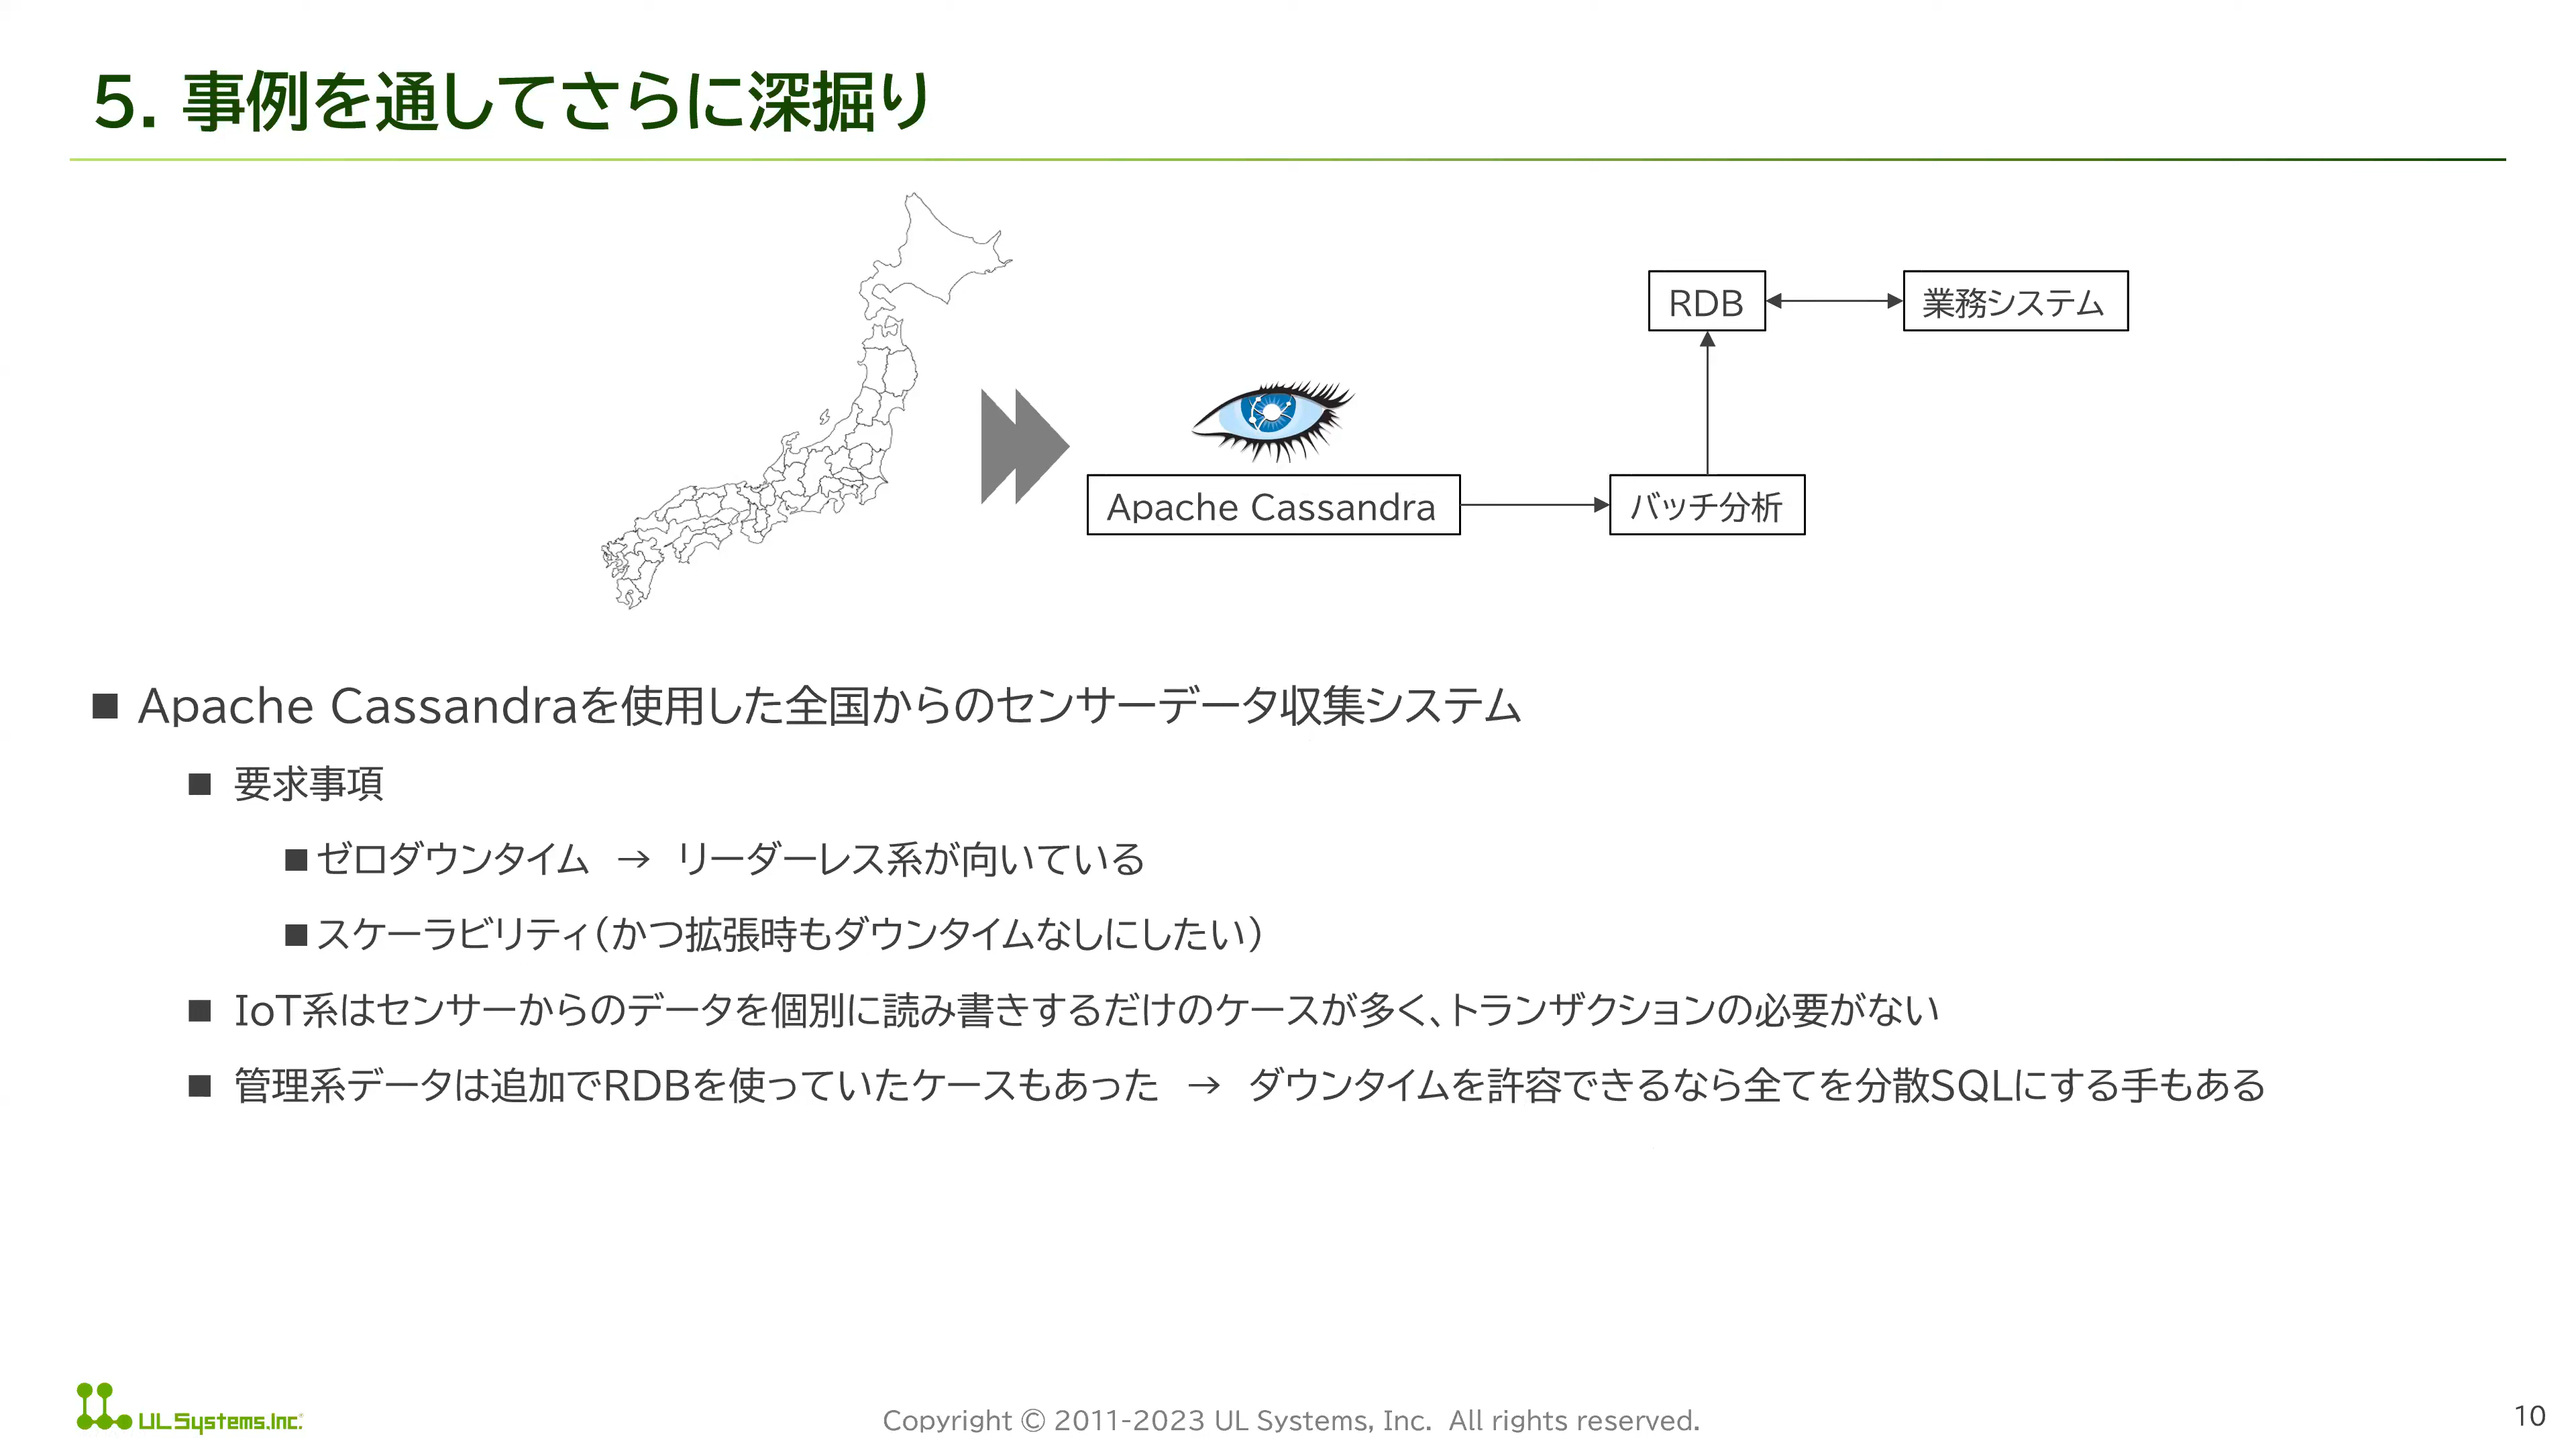 5. 事例を通してさらに深掘り
RDB
業務システム
Apache Cassandra
バッチ分析
■ Apache Cassandraを使用した全国からのセンサーデータ収集システム
■ 要求事項
■ ゼロダウンタイム → リーダーレス系が向いている
■ スケーラビリティ(かつ拡張時もダウンタイムなしにしたい)
■ IoT系はセンサーからのデータを個別に読み書きするだけのケースが多く、トランザクションの必要がない
■ 管理系データは追加でRDBを使っていたケースもあった → ダウンタイムを許容できるなら全てを分散SQLにする手もある
UL Systems, Inc.
Copyright © 2011-2023 UL Systems, Inc. All rights reserved.
10